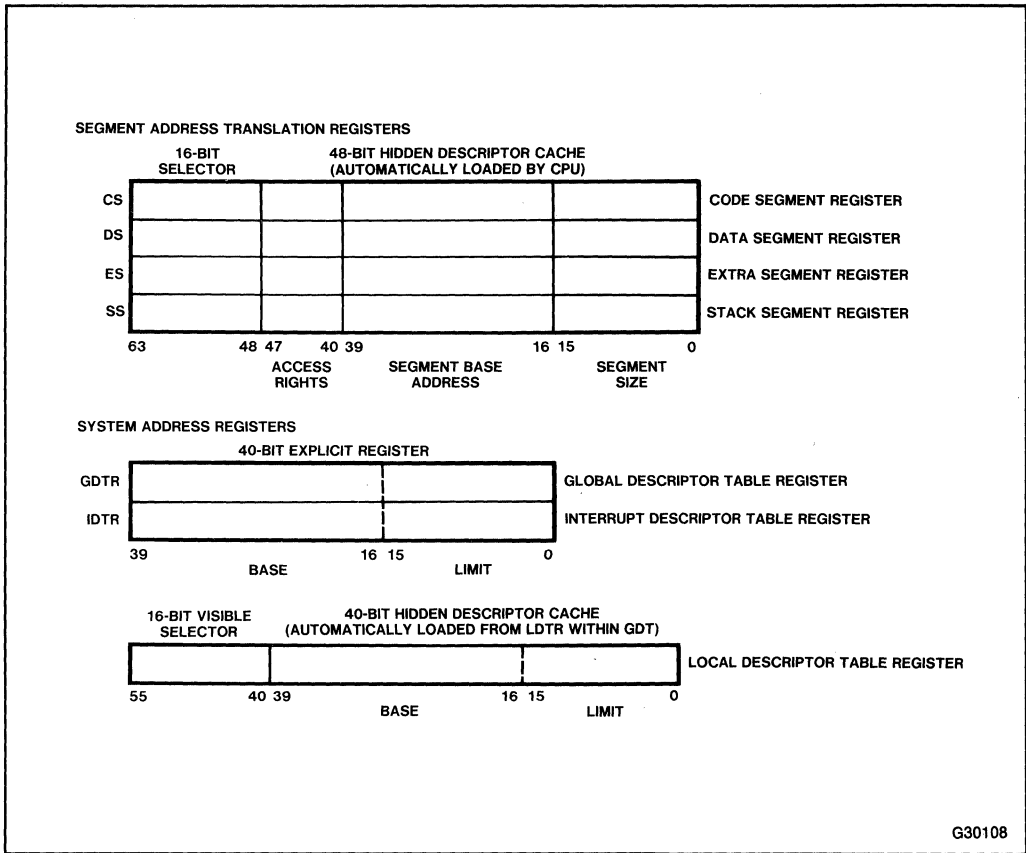 SEGMENT ADDRESS TRANSLATION REGISTERS
16-BIT
SELECTOR
48-BIT HIDDEN DESCRIPTOR CACHE
(AUTOMATICALLY LOADED BY CPU)
CS
CODE SEGMENT REGISTER
DS
DATA SEGMENT REGISTER
ES
EXTRA SEGMENT REGISTER
SS
STACK SEGMENT REGISTER
63 48 47 40 39 16 15 0
ACCESS
RIGHTS
SEGMENT BASE
ADDRESS
SEGMENT
SIZE
SYSTEM ADDRESS REGISTERS
40-BIT EXPLICIT REGISTER
GDTR
GLOBAL DESCRIPTOR TABLE REGISTER
IDTR
INTERRUPT DESCRIPTOR TABLE REGISTER
39 16 15 0
BASE LIMIT
16-BIT VISIBLE
SELECTOR
40-BIT HIDDEN DESCRIPTOR CACHE
(AUTOMATICALLY LOADED FROM LDTR WITHIN GDT)
LOCAL DESCRIPTOR TABLE REGISTER
55 40 39 16 15 0
BASE LIMIT
G30108